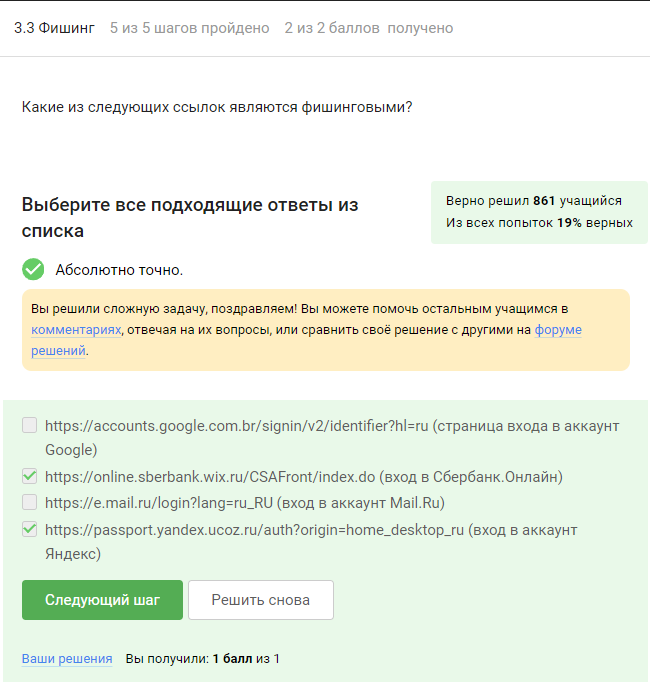 3.3 Фишинг 5 из 5 шагов пройдено 2 из 2 баллов получено
Какие из следующих ссылок являются фишинговыми?
Выберите все подходящие ответы из
списка
Верно решил 861 учащийся
Из всех попыток 19% верных
Абсолютно точно.
Вы решили сложную задачу, поздравляем! Вы можете помочь остальным учащимся в
комментариях, отвечая на их вопросы, или сравнить своё решение с другими на форуме
решений.
https://accounts.google.com.br/signin/v2/identifier?hl=ru (страница входа в аккаунт
Google)
https://online.sberbank.wix.ru/CSAFront/index.do (вход в Сбербанк.Онлайн)
https://e.mail.ru/login?lang=ru_RU (вход в аккаунт Mail.Ru)
https://passport.yandex.ucoz.ru/auth?origin=home_desktop_ru (вход в аккаунт
Яндекс)
Следующий шаг Решить снова
Ваши решения Вы получили: 1 балл из 1